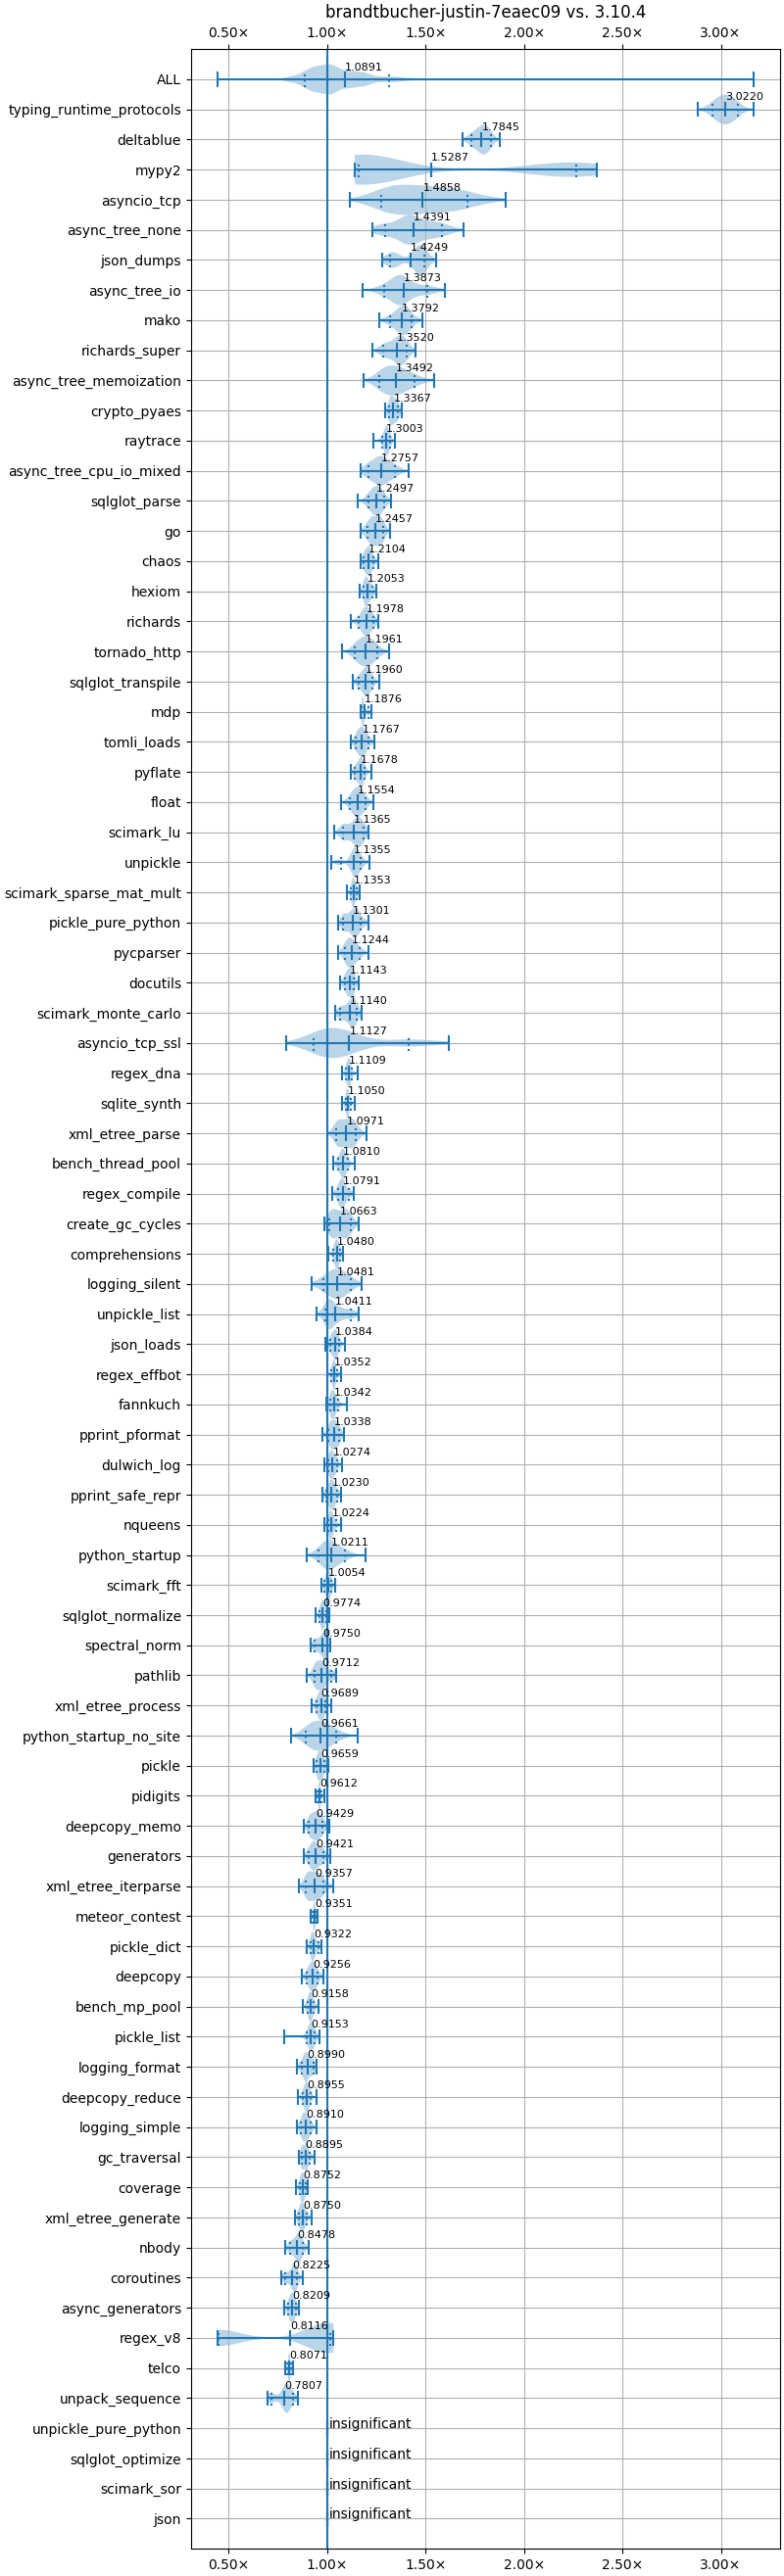 brandtbucher-justin-7eaec09 vs. 3.10.4
0.50× 1.00× 1.50× 2.00× 2.50× 3.00×
ALL 1.0891
typing_runtime_protocols 3.0220
deltablue 1.7845
mypy2 1.5287
asyncio_tcp 1.4858
async_tree_none 1.4391
json_dumps 1.4249
async_tree_io 1.3873
mako 1.3792
richards_super 1.3520
async_tree_memoization 1.3492
crypto_pyaes 1.3367
raytrace 1.3003
async_tree_cpu_io_mixed 1.2757
sqlglot_parse 1.2497
go 1.2457
chaos 1.2104
hexiom 1.2053
richards 1.1978
tornado_http 1.1961
sqlglot_transpile 1.1960
mdp 1.1876
tomli_loads 1.1767
pyflate 1.1678
float 1.1554
scimark_lu 1.1365
unpickle 1.1355
scimark_sparse_mat_mult 1.1353
pickle_pure_python 1.1301
pycparser 1.1244
docutils 1.1143
scimark_monte_carlo 1.1140
asyncio_tcp_ssl 1.1127
regex_dna 1.1109
sqlite_synth 1.1050
xml_etree_parse 1.0971
bench_thread_pool 1.0810
regex_compile 1.0791
create_gc_cycles 1.0663
comprehensions 1.0480
logging_silent 1.0481
unpickle_list 1.0411
json_loads 1.0384
regex_effbot 1.0352
fannkuch 1.0342
pprint_pformat 1.0338
dulwich_log 1.0274
pprint_safe_repr 1.0230
nqueens 1.0224
python_startup 1.0211
scimark_fft 1.0054
sqlglot_normalize 0.9774
spectral_norm 0.9750
pathlib 0.9712
xml_etree_process 0.9689
python_startup_no_site 0.9661
pickle 0.9659
pidigits 0.9612
deepcopy_memo 0.9429
generators 0.9421
xml_etree_iterparse 0.9357
meteor_contest 0.9351
pickle_dict 0.9322
deepcopy 0.9256
bench_mp_pool 0.9158
pickle_list 0.9153
logging_format 0.8990
deepcopy_reduce 0.8955
logging_simple 0.8910
gc_traversal 0.8895
coverage 0.8752
xml_etree_generate 0.8750
nbody 0.8478
coroutines 0.8225
async_generators 0.8209
regex_v8 0.8116
telco 0.8071
unpack_sequence 0.7807
unpickle_pure_python insignificant
sqlglot_optimize insignificant
scimark_sor insignificant
json insignificant
0.50× 1.00× 1.50× 2.00× 2.50× 3.00×